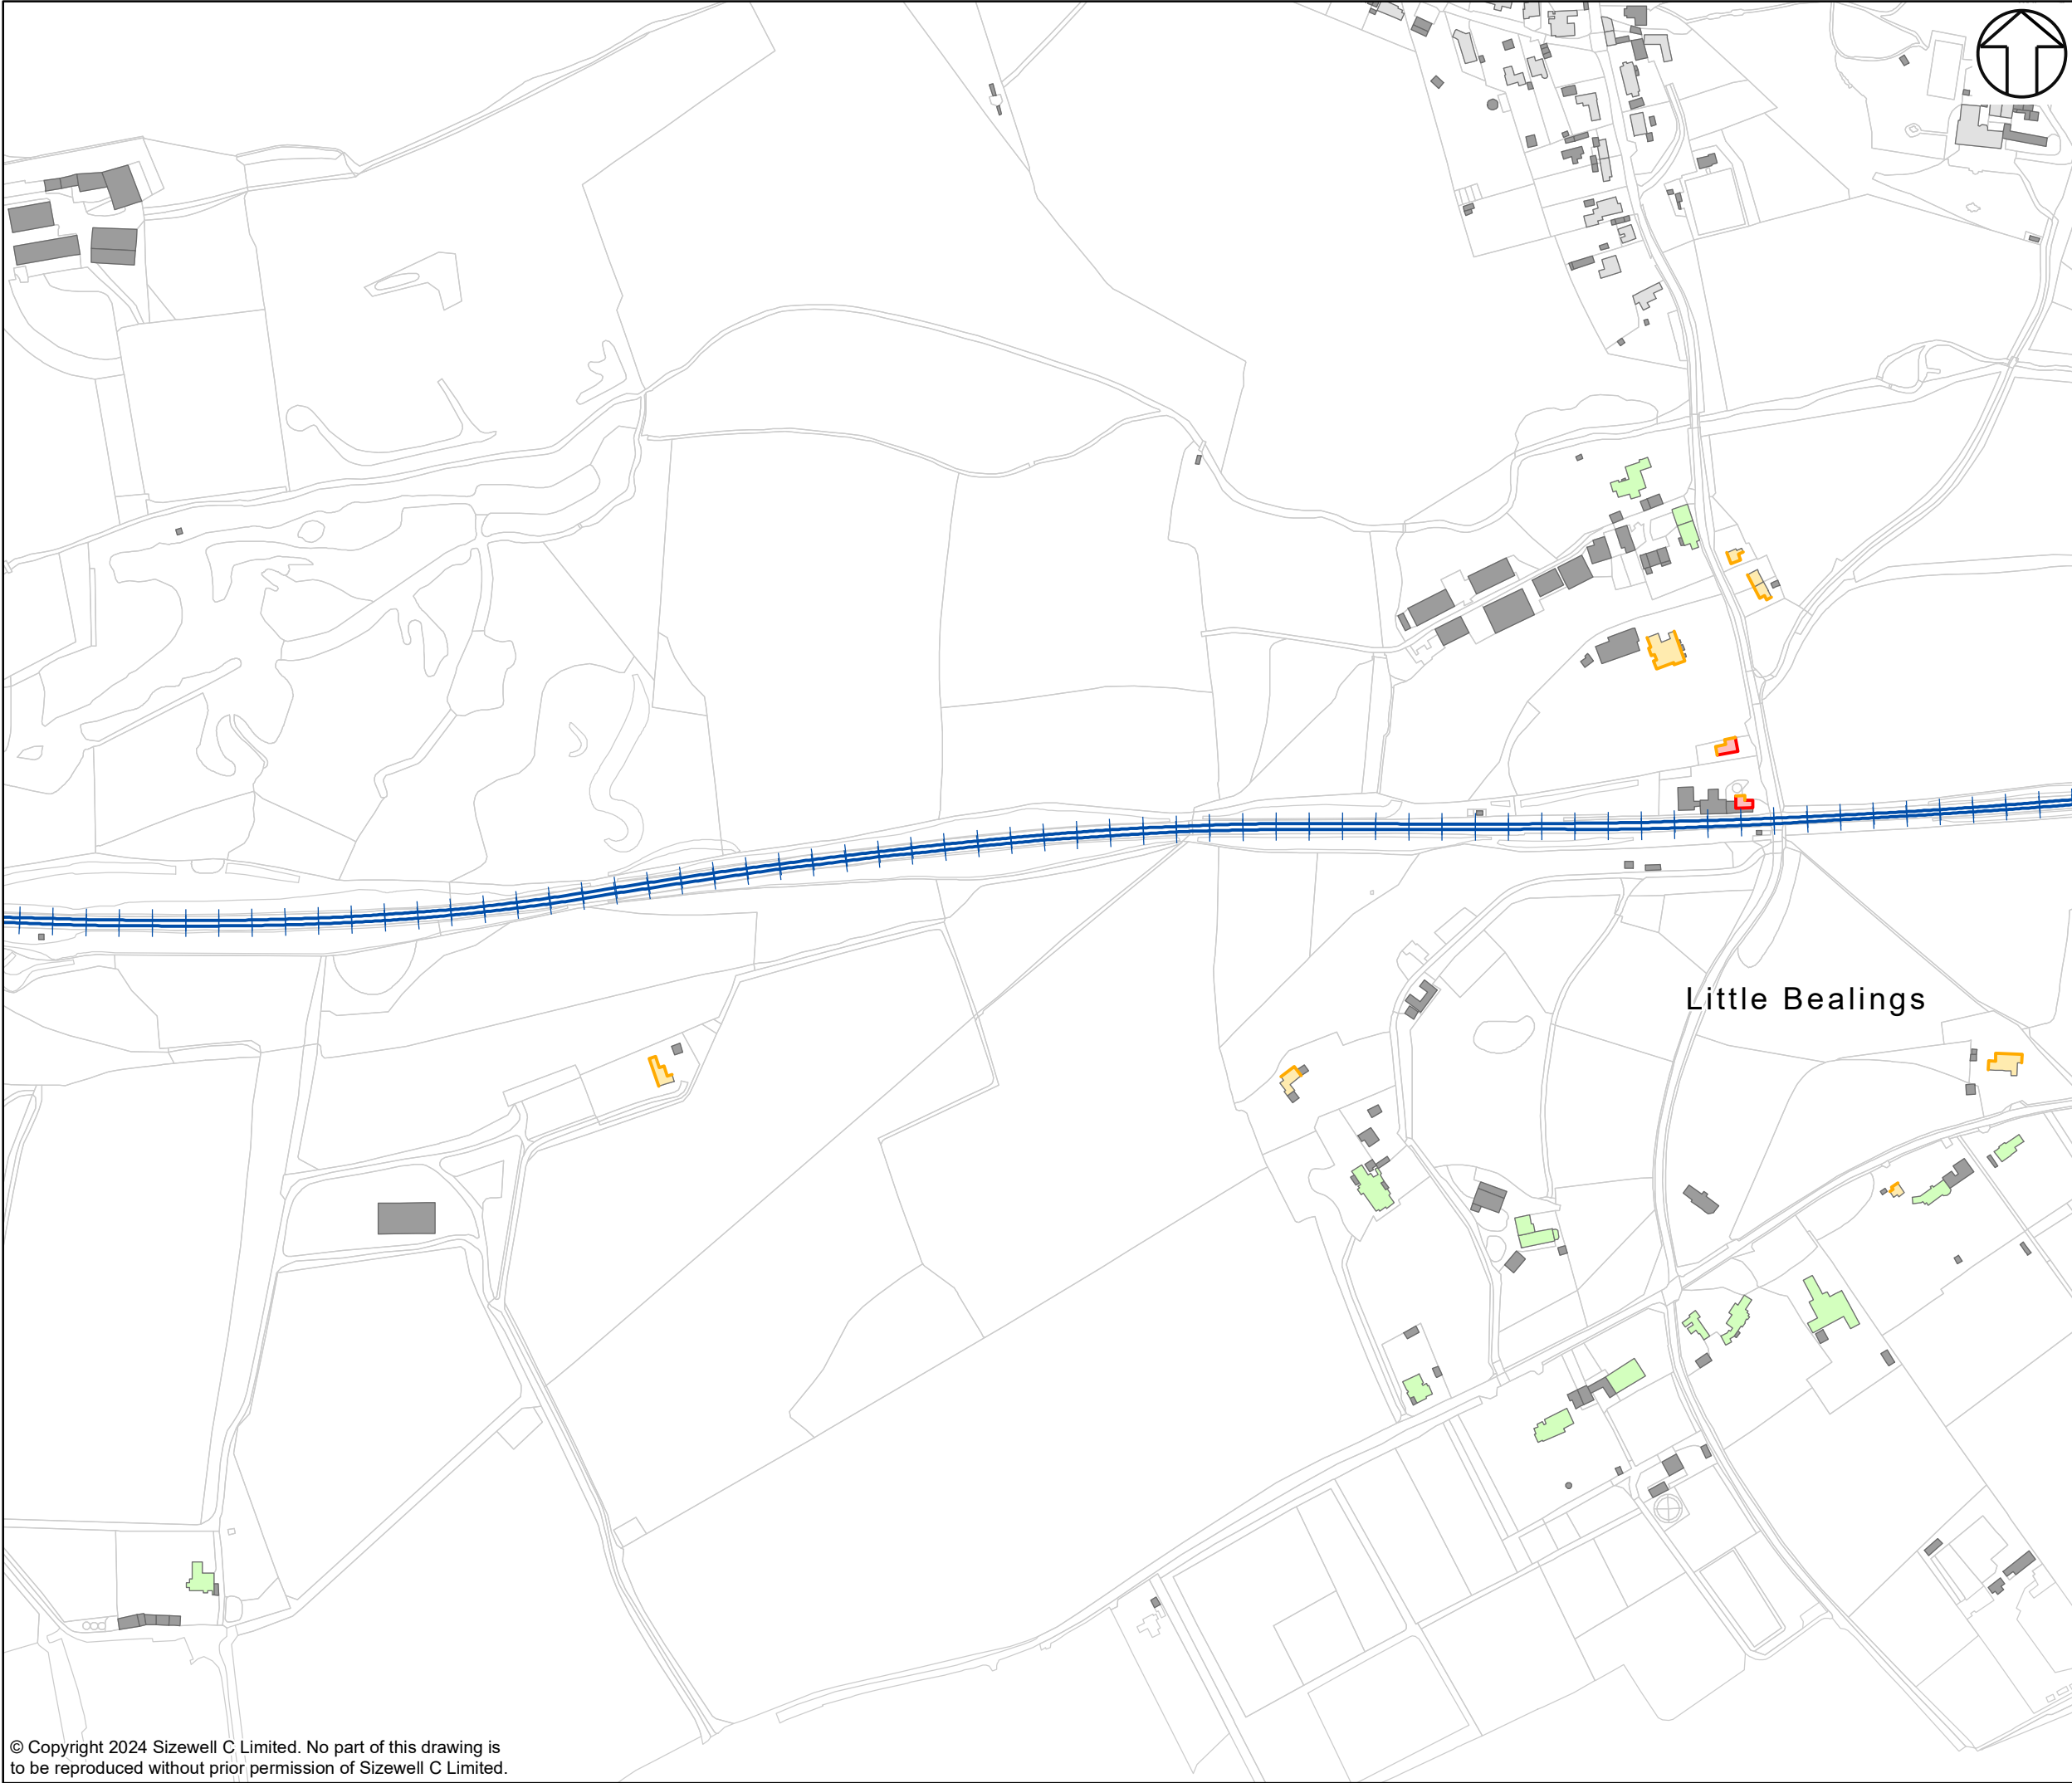 Little Bealings
© Copyright 2024 Sizewell C Limited. No part of this drawing is
to be reproduced without prior permission of Sizewell C Limited.